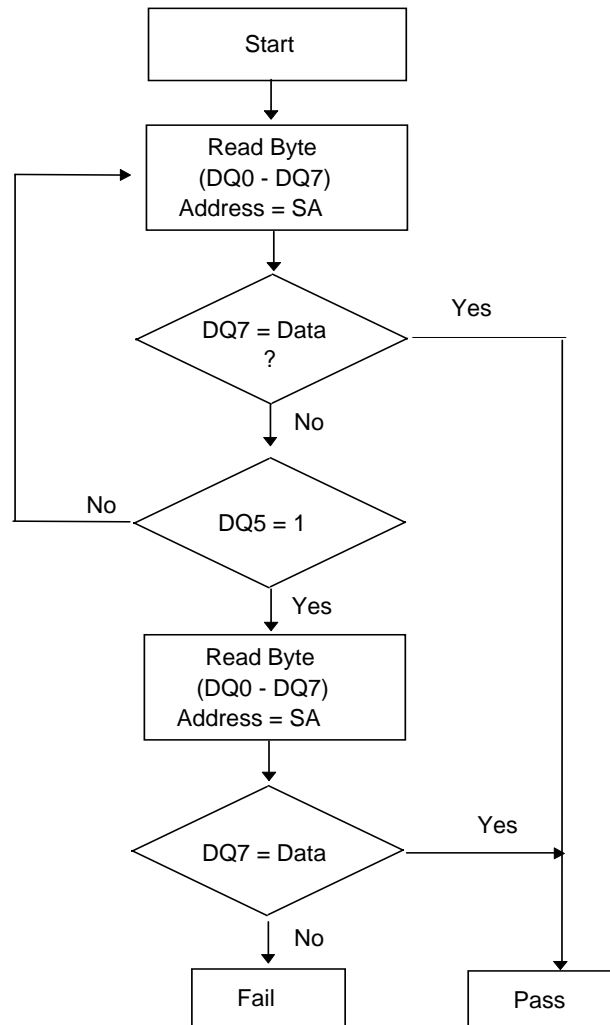 Start
Read Byte
(DQ0 - DQ7)
Address = SA
DQ7 = Data
?
Yes
No
DQ5 = 1
No
Yes
Read Byte
(DQ0 - DQ7)
Address = SA
DQ7 = Data
Yes
No
Fail
Pass